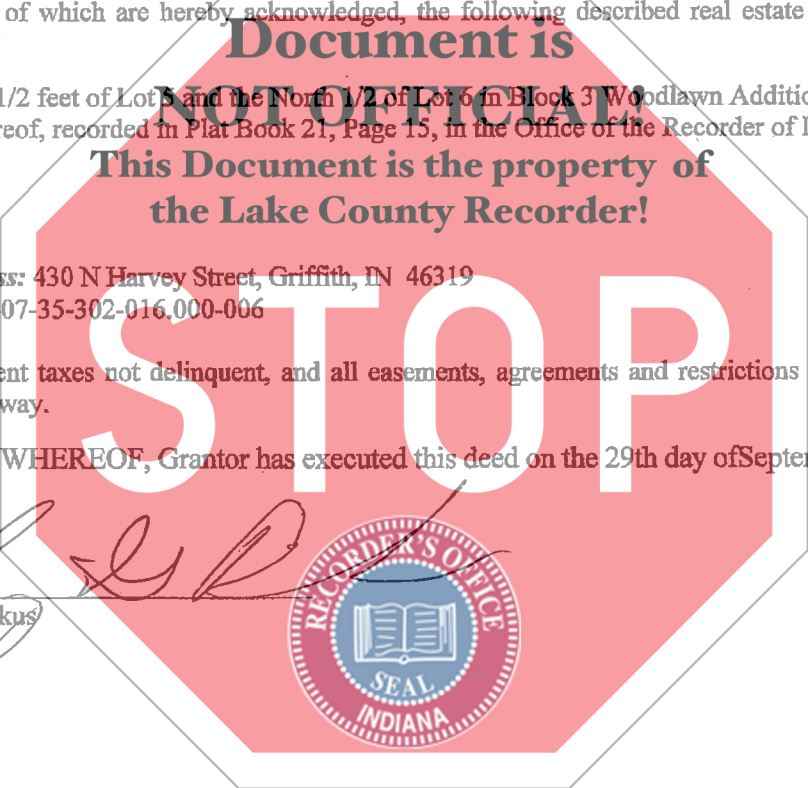 of which are hereby acknowledged, the following described real estate
Document is
1/2 feet of Lot 5 and the North 1/2 of Lot 6 in Block 3 Woodlawn Additio
NOT OFFICIAL!
reof, recorded in Plat Book 21, Page 15, in the Office of the Recorder of L
This Document is the property of
the Lake County Recorder!
ss: 430 N Harvey Street, Griffith, IN 46319
-07-35-302-016.000-006
ent taxes not delinquent, and all easements, agreements and restrictions
way.
STOP
WHEREOF, Grantor has executed this deed on the 29th day ofSeptem
kus
RECORDER'S OFFICE
SEAL
INDIANA